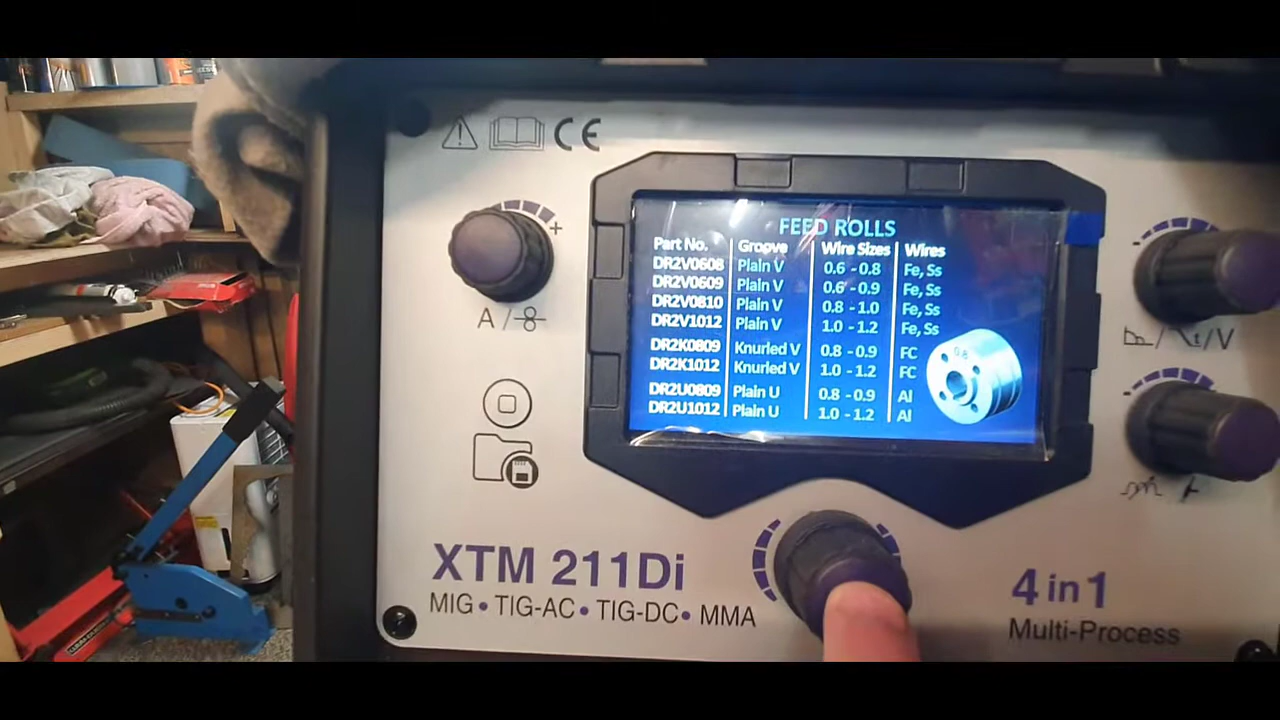 CE
+
A /
FEED ROLLS
Part No. Groove Wire Sizes Wires
DR2V0608 Plain V 0.6 - 0.8 Fe, Ss
DR2V0609 Plain V 0.6 - 0.9 Fe, Ss
DR2V0810 Plain V 0.8 - 1.0 Fe, Ss
DR2V1012 Plain V 1.0 - 1.2 Fe, Ss
DR2K0809 Knurled V 0.8 - 0.9 FC
DR2K1012 Knurled V 1.0 - 1.2 FC
DR2U0809 Plain U 0.8 - 0.9 Al
DR2U1012 Plain U 1.0 - 1.2 Al
0.8
/ t / V
XTM 211Di
MIG • TIG-AC • TIG-DC • MMA
4 in 1
Multi-Process